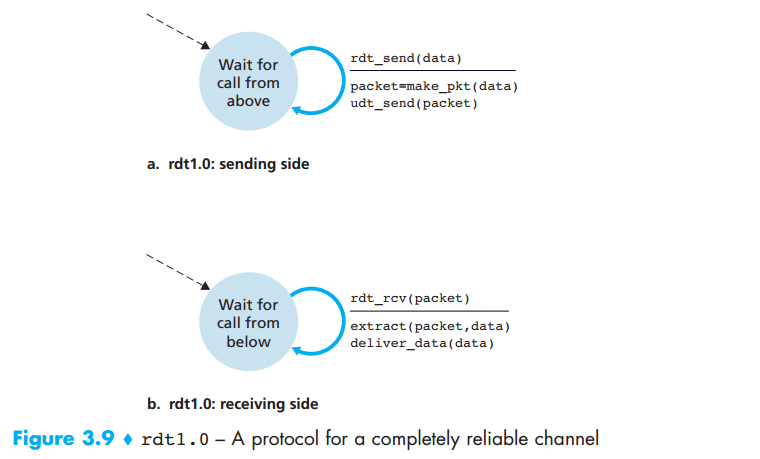 Wait for
call from
above
rdt_send(data)
packet=make_pkt(data)
udt_send(packet)
a. rdt1.0: sending side
Wait for
call from
below
rdt_rcv(packet)
extract(packet,data)
deliver_data(data)
b. rdt1.0: receiving side
Figure 3.9 ♦ rdt1.0 – A protocol for a completely reliable channel